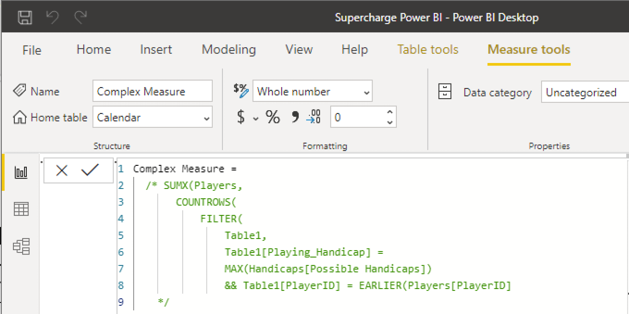 Supercharge Power BI - Power BI Desktop
File Home Insert Modeling View Help Table tools Measure tools
Name Complex Measure
$% Whole number
Data category Uncategorized
Home table Calendar
$ % 9 .00 0
Structure Formatting Properties
1 Complex Measure =
2 /* SUMX(Players,
3 COUNTROWS(
4 FILTER(
5 Table1,
6 Table1[Playing_Handicap] =
7 MAX(Handicaps[Possible Handicaps])
8 && Table1[PlayerID] = EARLIER(Players[PlayerID]
9 */